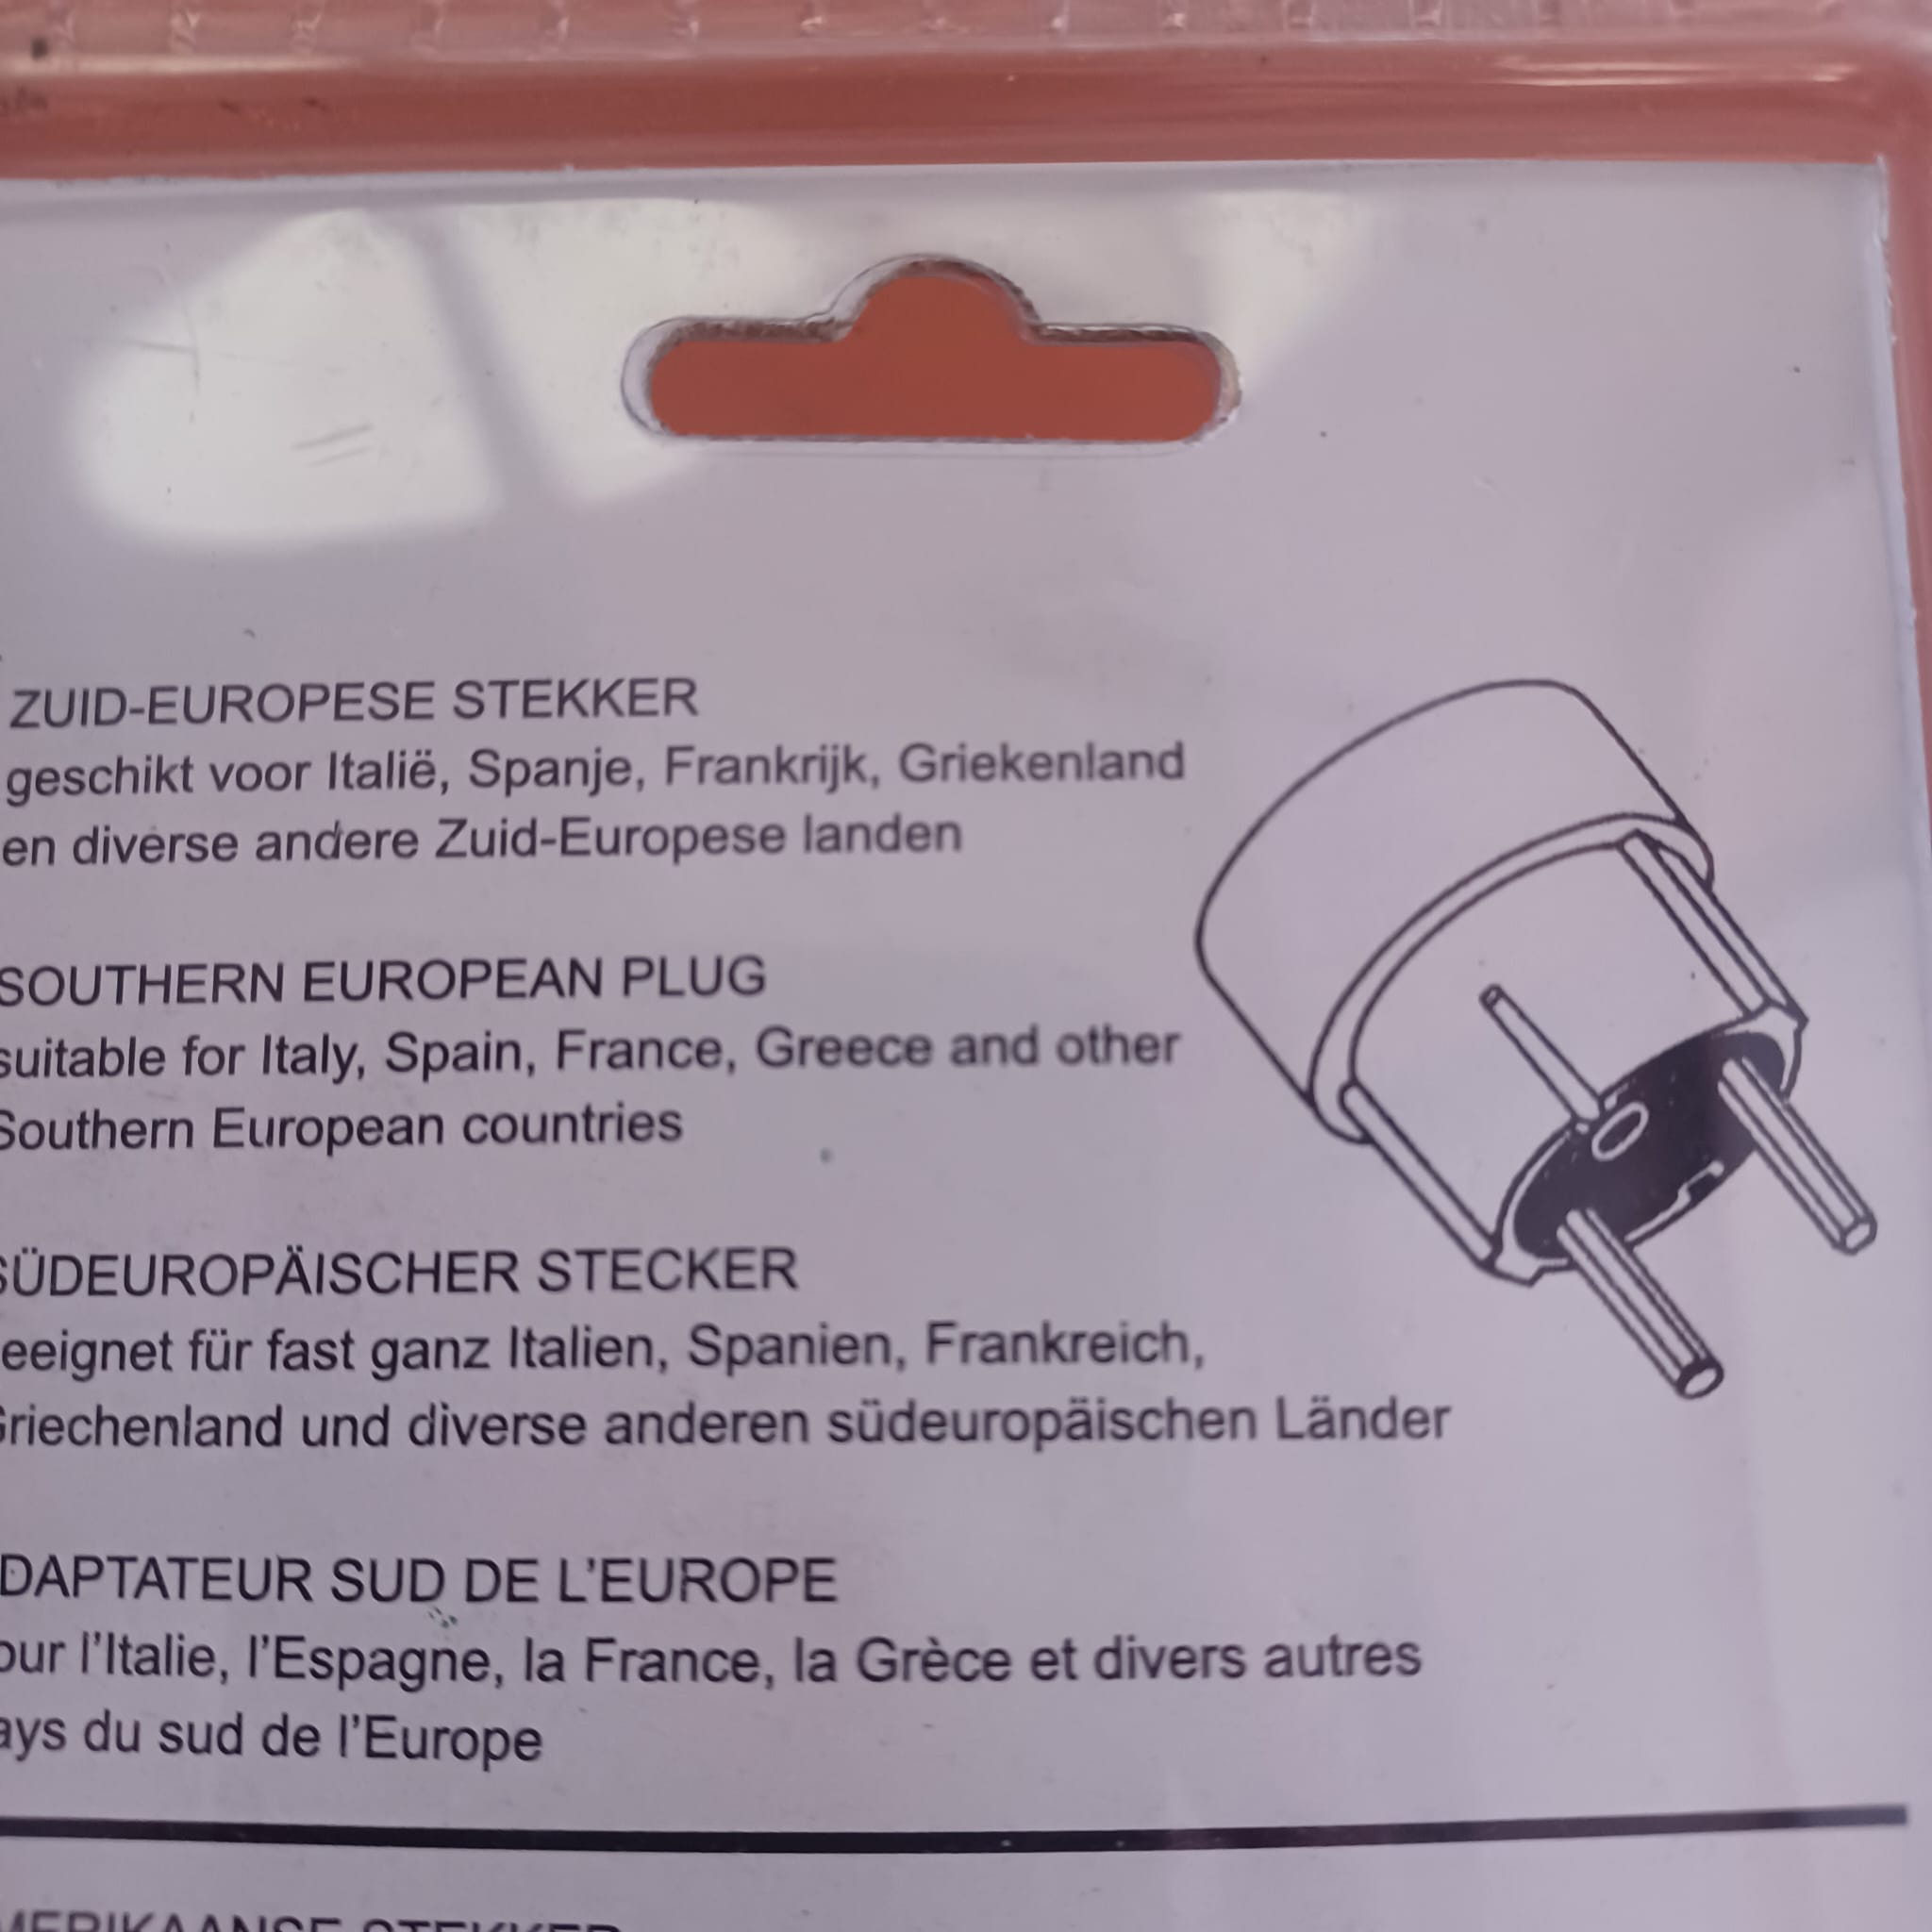 ZUID-EUROPESE STEKKER
geschikt voor Italië, Spanje, Frankrijk, Griekenland
en diverse andere Zuid-Europese landen
SOUTHERN EUROPEAN PLUG
suitable for Italy, Spain, France, Greece and other
Southern European countries
SÜDEUROPÄISCHER STECKER
eeignet für fast ganz Italien, Spanien, Frankreich,
Griechenland und diverse anderen südeuropäischen Länder
DAPTATEUR SUD DE L'EUROPE
our l'Italie, l'Espagne, la France, la Grèce et divers autres
ays du sud de l'Europe
MERIKAANSE STEKKER